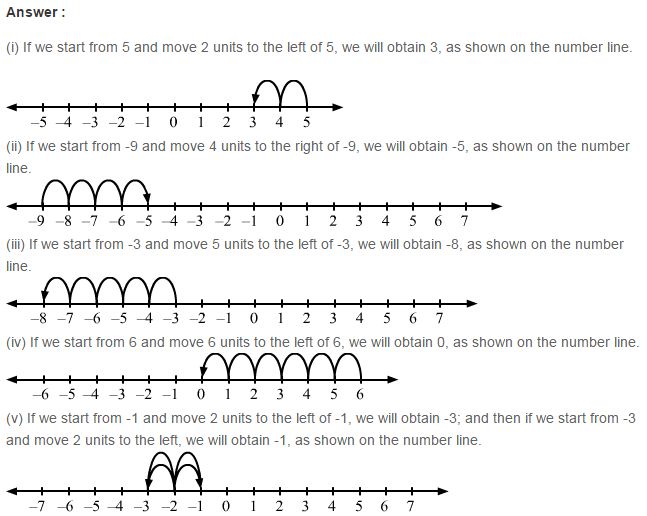 Answer :
(i) If we start from 5 and move 2 units to the left of 5, we will obtain 3, as shown on the number line.
−5 −4 −3 −2 −1 0 1 2 3 4 5
(ii) If we start from -9 and move 4 units to the right of -9, we will obtain -5, as shown on the number
line.
−9 −8 −7 −6 −5 −4 −3 −2 −1 0 1 2 3 4 5 6 7
(iii) If we start from -3 and move 5 units to the left of -3, we will obtain -8, as shown on the number
line.
−8 −7 −6 −5 −4 −3 −2 −1 0 1 2 3 4 5 6 7
(iv) If we start from 6 and move 6 units to the left of 6, we will obtain 0, as shown on the number line.
−6 −5 −4 −3 −2 −1 0 1 2 3 4 5 6
(v) If we start from -1 and move 2 units to the left of -1, we will obtain -3; and then if we start from -3
and move 2 units to the left, we will obtain -1, as shown on the number line.
−7 −6 −5 −4 −3 −2 −1 0 1 2 3 4 5 6 7